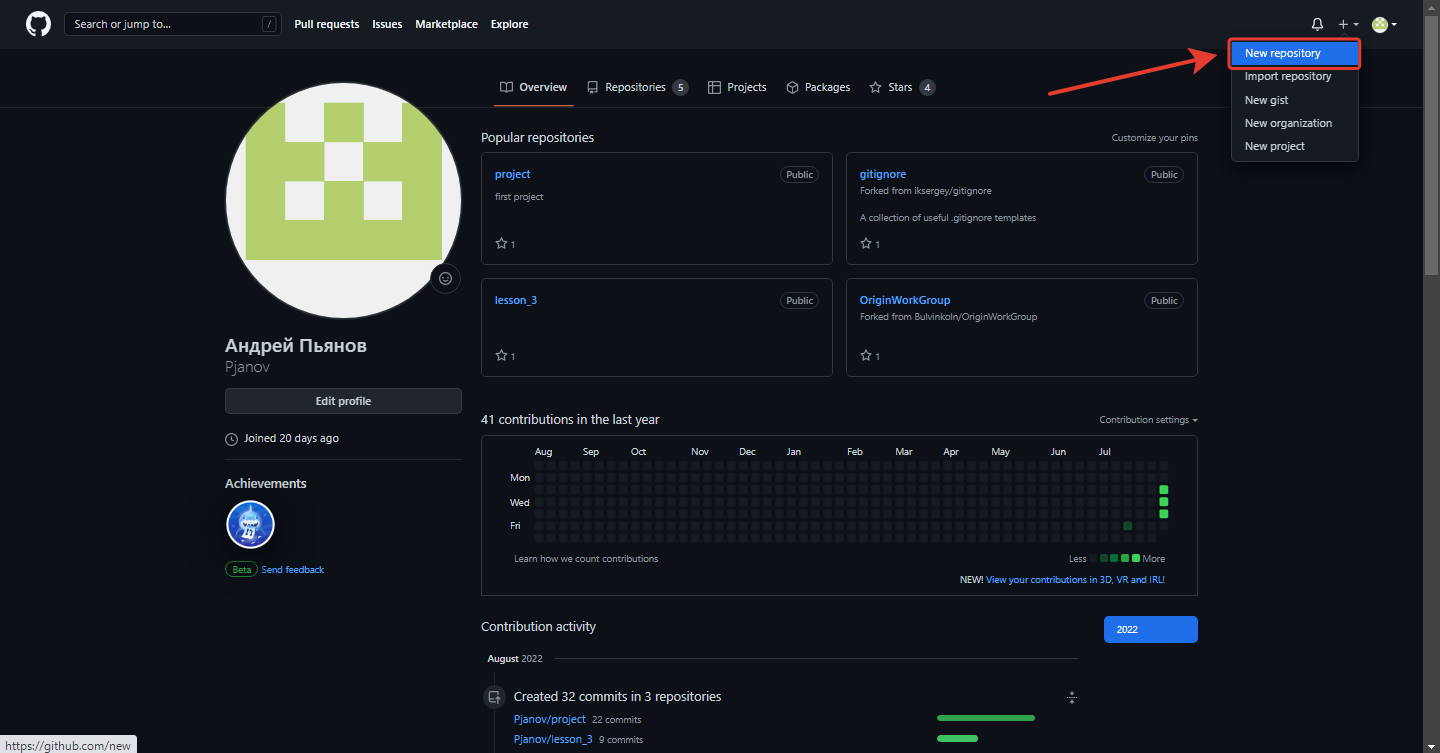 Search or jump to... /
Pull requests Issues Marketplace Explore
New repository
Import repository
New gist
New organization
New project
Overview Repositories 5 Projects Packages Stars 4
Андрей Пьянов
Pjanov
Edit profile
Joined 20 days ago
Achievements
Beta Send feedback
Popular repositories Customize your pins
project Public
first project
1
gitignore Public
Forked from iksergey/gitignore
A collection of useful .gitignore templates
1
lesson_3 Public
1
OriginWorkGroup Public
Forked from Bulvinkoln/OriginWorkGroup
1
41 contributions in the last year Contribution settings
Aug Sep Oct Nov Dec Jan Feb Mar Apr May Jun Jul
Mon
Wed
Fri
Learn how we count contributions Less More
NEW! View your contributions in 3D, VR and IRL!
Contribution activity 2022
August 2022
Created 32 commits in 3 repositories
Pjanov/project 22 commits
Pjanov/lesson_3 9 commits
https://github.com/new